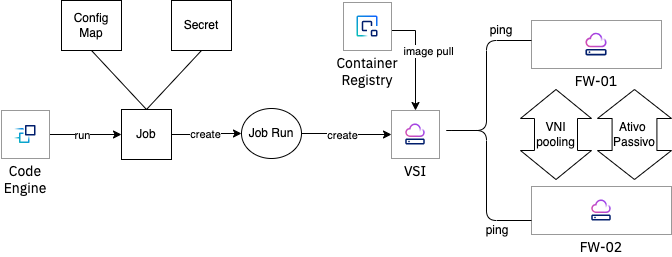 Config
Map
Secret
Container
Registry
image pull
ping
FW-01
Code
Engine
run
Job
create
Job Run
create
VSI
VNI
pooling
Ativo
Passivo
ping
FW-02